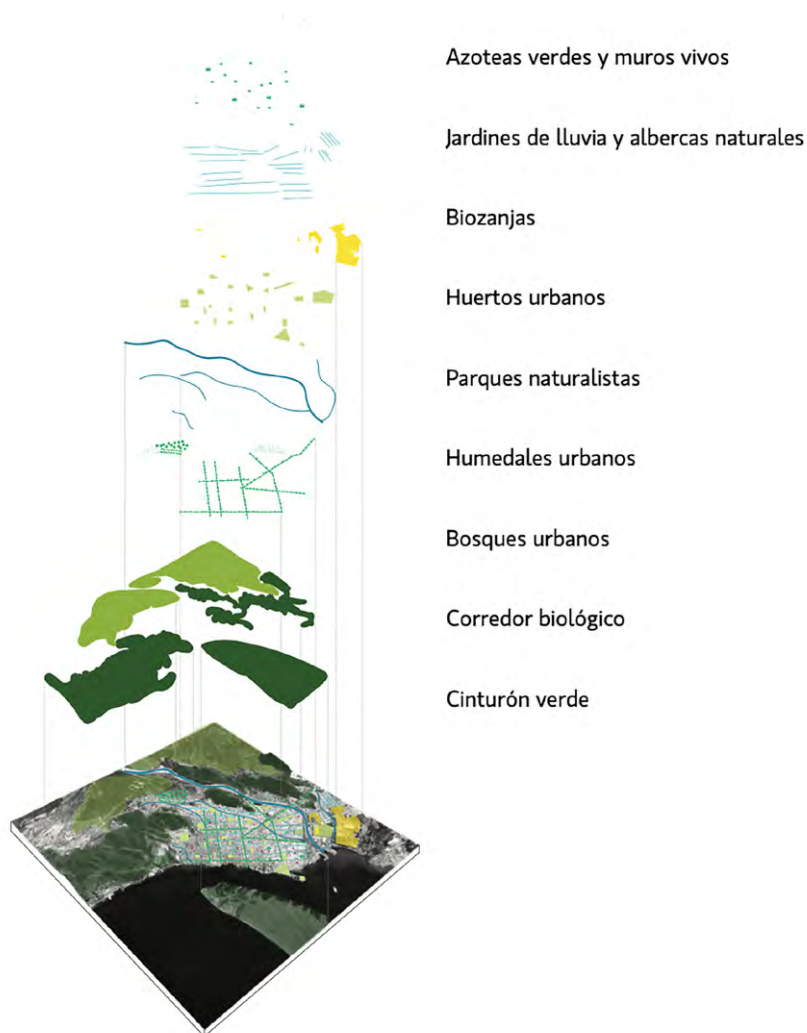 Azoteas verdes y muros vivos
Jardines de lluvia y albercas naturales
Biozanjas
Huertos urbanos
Parques naturalistas
Humedales urbanos
Bosques urbanos
Corredor biológico
Cinturón verde